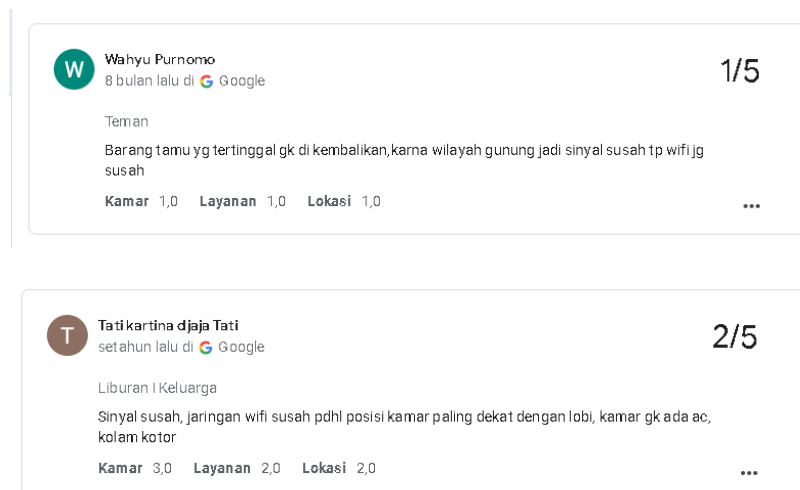 W
Wahyu Purnomo
8 bulan lalu di G Google
1/5
Teman
Barang tamu yg tertinggal gk di kembalikan,karna wilayah gunung jadi sinyal susah tp wifi jg
susah
Kamar 1,0 Layanan 1,0 Lokasi 1,0
T
Tati kartina djaja Tati
setahun lalu di G Google
2/5
Liburan I Keluarga
Sinyal susah, jaringan wifi susah pdhl posisi kamar paling dekat dengan lobi, kamar gk ada ac,
kolam kotor
Kamar 3,0 Layanan 2,0 Lokasi 2,0